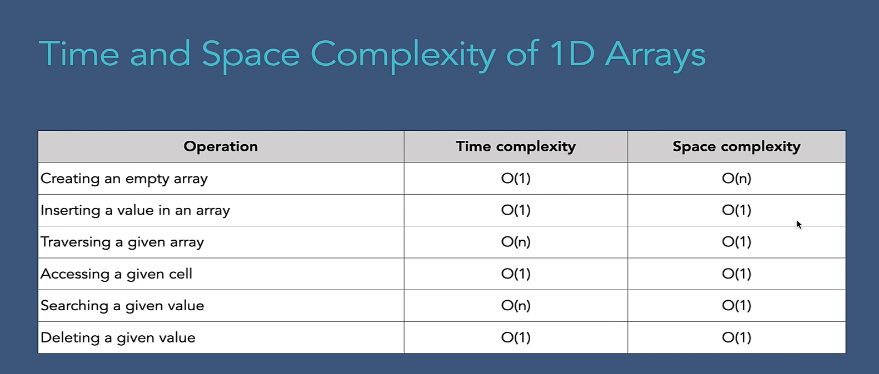 Time and Space Complexity of 1D Arrays
Operation Time complexity Space complexity
Creating an empty array O(1) O(n)
Inserting a value in an array O(1) O(1)
Traversing a given array O(n) O(1)
Accessing a given cell O(1) O(1)
Searching a given value O(n) O(1)
Deleting a given value O(1) O(1)